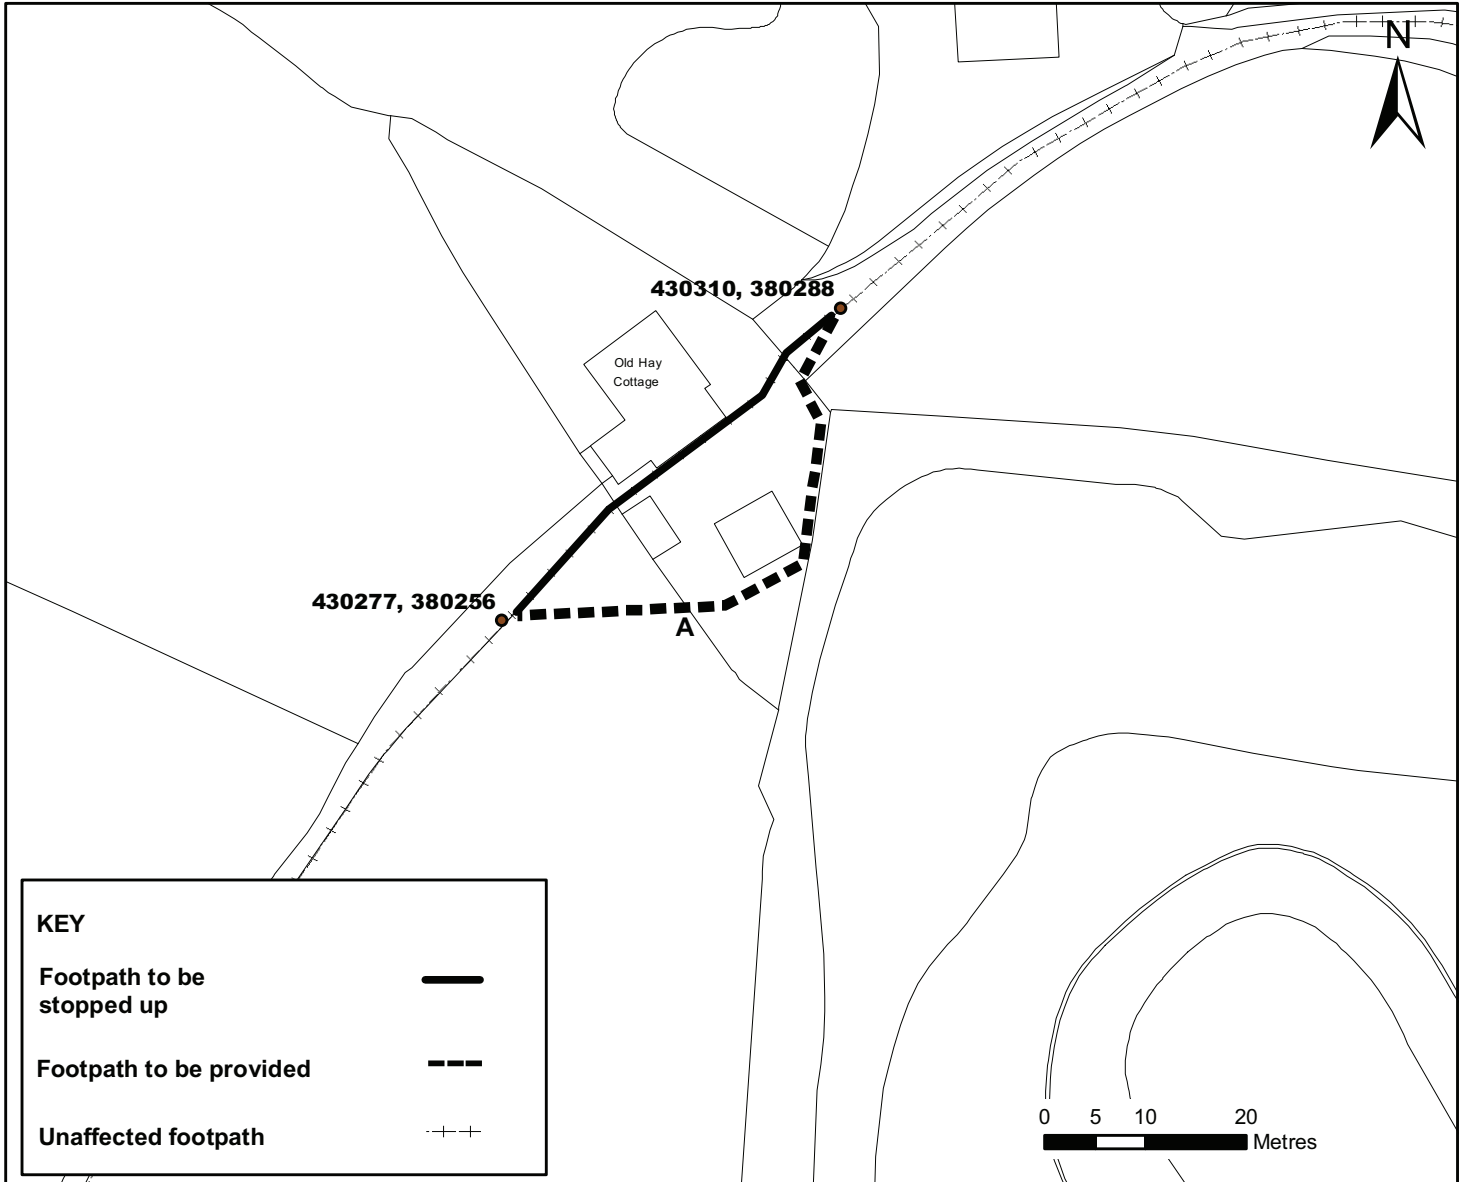 N
430310, 380288
Old Hay
Cottage
430277, 380256
A
KEY
Footpath to be
stopped up
Footpath to be provided
Unaffected footpath
0 5 10 20
Metres